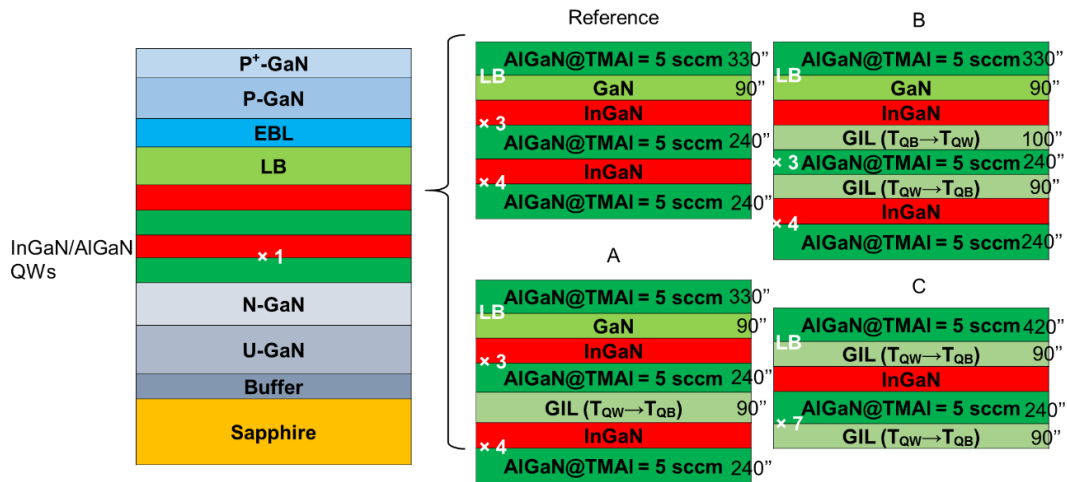 P⁺-GaN
P-GaN
EBL
LB
InGaN/AlGaN
QWs
× 1
N-GaN
U-GaN
Buffer
Sapphire
Reference
AlGaN@TMAl = 5 sccm 330’’
LB
GaN 90’’
InGaN
× 3
AlGaN@TMAl = 5 sccm 240’’
InGaN
× 4
AlGaN@TMAl = 5 sccm 240’’
A
AlGaN@TMAl = 5 sccm 330’’
LB
GaN 90’’
InGaN
× 3
AlGaN@TMAl = 5 sccm 240’’
GIL (T_QW→T_QB) 90’’
InGaN
× 4
AlGaN@TMAl = 5 sccm 240’’
B
AlGaN@TMAl = 5 sccm 330’’
LB
GaN 90’’
InGaN
GIL (T_QB→T_QW) 100’’
× 3 AlGaN@TMAl = 5 sccm 240’’
GIL (T_QW→T_QB) 90’’
InGaN
× 4
AlGaN@TMAl = 5 sccm 240’’
C
AlGaN@TMAl = 5 sccm 420’’
LB
GIL (T_QW→T_QB) 90’’
InGaN
AlGaN@TMAl = 5 sccm 240’’
× 7
GIL (T_QW→T_QB) 90’’